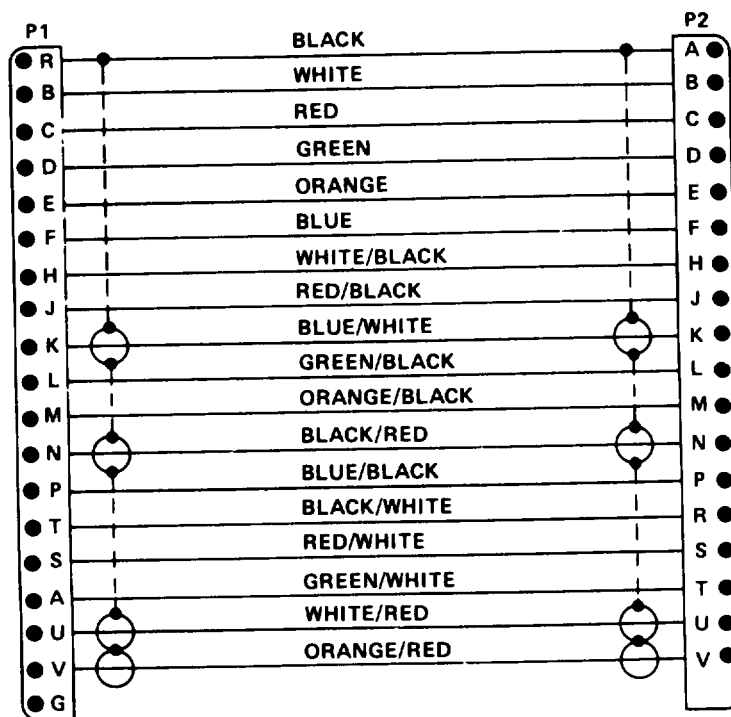 P1 P2
R BLACK A
B WHITE B
C RED C
D GREEN D
E ORANGE E
F BLUE F
H WHITE/BLACK H
J RED/BLACK J
K BLUE/WHITE K
L GREEN/BLACK L
M ORANGE/BLACK M
N BLACK/RED N
P BLUE/BLACK P
T BLACK/WHITE R
S RED/WHITE S
A GREEN/WHITE T
U WHITE/RED U
V ORANGE/RED V
G